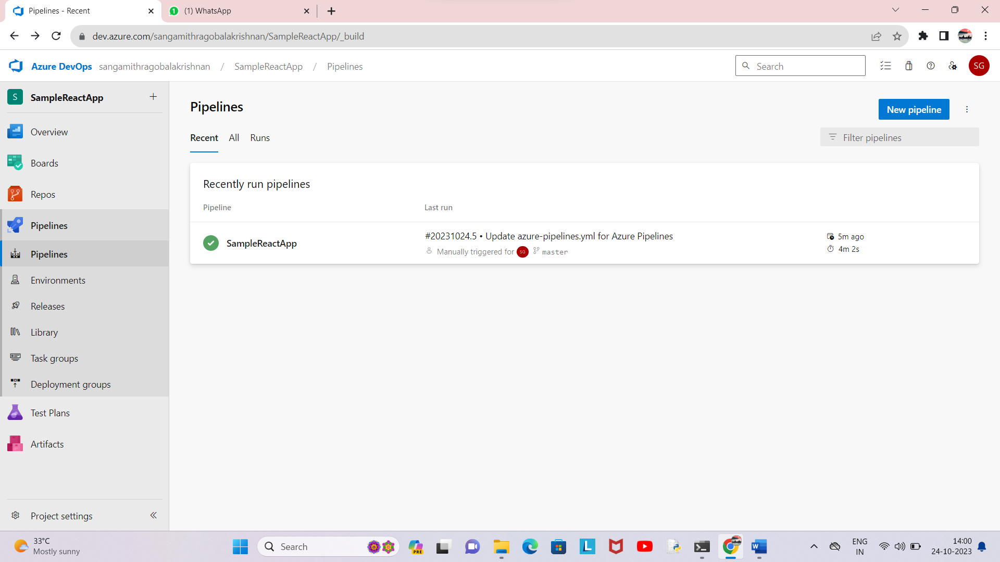 Pipelines - Recent
(1) WhatsApp
dev.azure.com/sangamithragobalakrishnan/SampleReactApp/_build
Azure DevOps sangamithragobalakrishnan / SampleReactApp / Pipelines
Search
SG
S SampleReactApp
Overview
Boards
Repos
Pipelines
Pipelines
Environments
Releases
Library
Task groups
Deployment groups
Test Plans
Artifacts
Project settings
Pipelines
New pipeline
Recent All Runs
Filter pipelines
Recently run pipelines
Pipeline Last run
SampleReactApp
#20231024.5 • Update azure-pipelines.yml for Azure Pipelines
Manually triggered for SG master
5m ago
4m 2s
33°C
Mostly sunny
Search
PRE
L
W
ENG
IN
14:00
24-10-2023